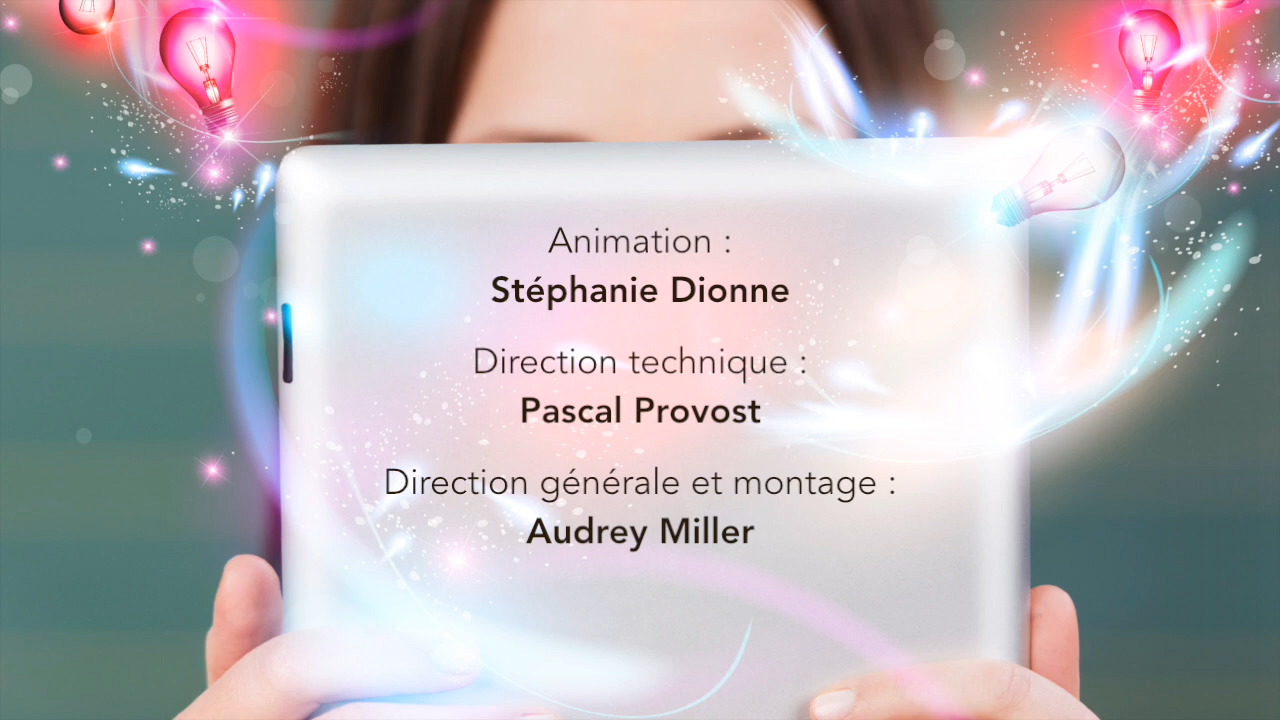 Animation :
Stéphanie Dionne
Direction technique :
Pascal Provost
Direction générale et montage :
Audrey Miller